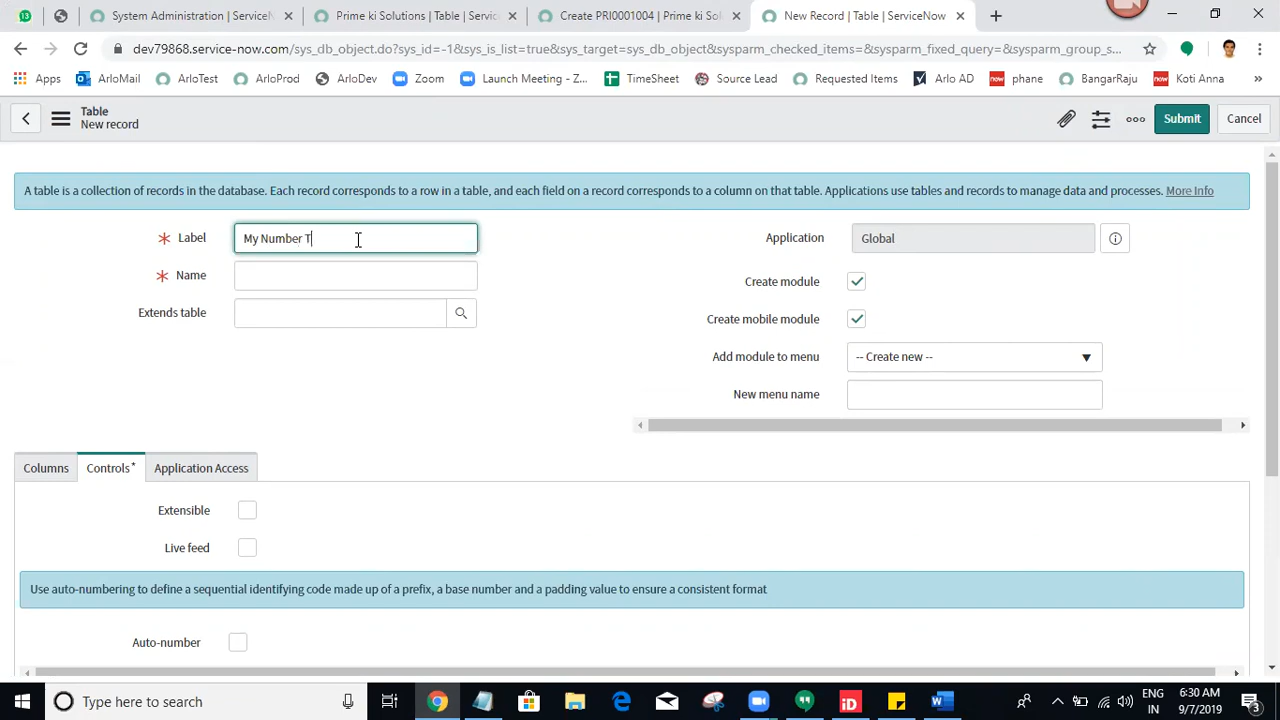 System Administration | ServiceN
Prime ki Solutions | Table | Servic
Create PRI0001004 | Prime ki Sol
New Record | Table | ServiceNow
dev79868.service-now.com/sys_db_object.do?sys_id=-1&sys_is_list=true&sys_target=sys_db_object&sysparm_checked_items=&sysparm_fixed_query=&sysparm_group_s...
Apps
ArloMail
ArloTest
ArloProd
ArloDev
Zoom
Launch Meeting - Z...
TimeSheet
Source Lead
Requested Items
Arlo AD
now phane
BangarRaju
now Koti Anna
Table
New record
Submit
Cancel
A table is a collection of records in the database. Each record corresponds to a row in a table, and each field on a record corresponds to a column on that table. Applications use tables and records to manage data and processes. More Info
Label
My Number T
Application
Global
Name
Create module
Extends table
Create mobile module
Add module to menu
-- Create new --
New menu name
Columns
Controls*
Application Access
Extensible
Live feed
Use auto-numbering to define a sequential identifying code made up of a prefix, a base number and a padding value to ensure a consistent format
Auto-number
Type here to search
iD
ENG
IN
6:30 AM
9/7/2019
3